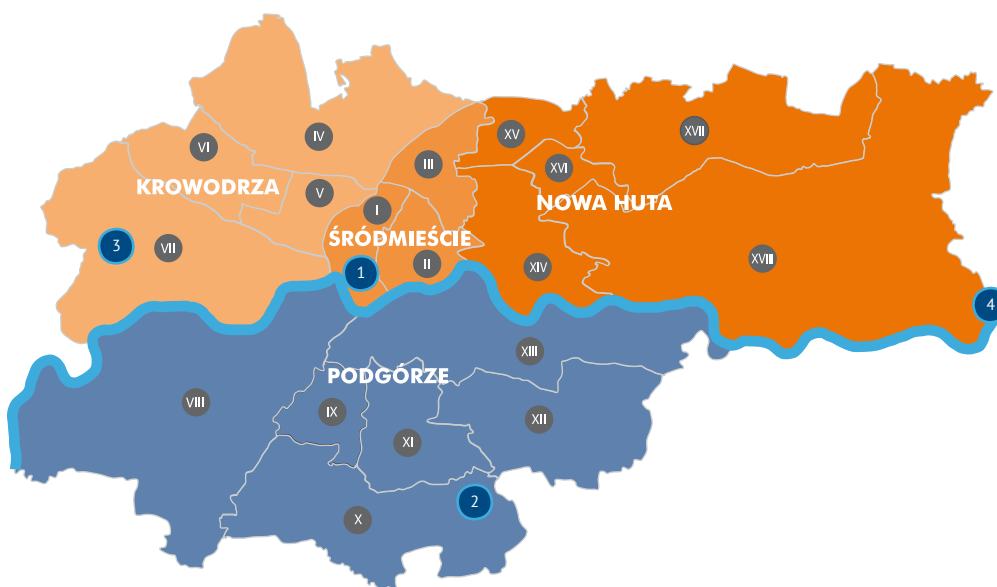 IV
XVII
XV
VI
III
XVI
KROWODRZA
V
NOWA HUTA
I
ŚRÓDMIEŚCIE
3
VII
XVIII
II
XIV
1
4
XIII
PODGÓRZE
VIII
IX
XII
XI
2
X